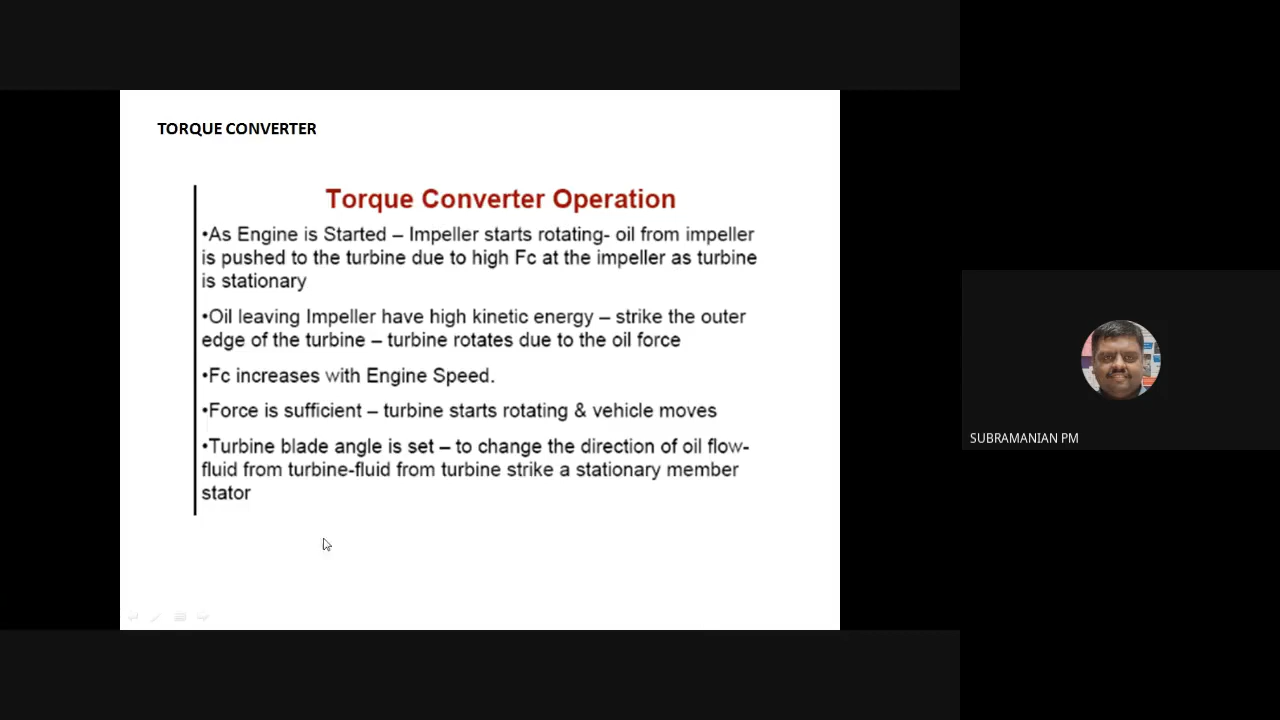 TORQUE CONVERTER
Torque Converter Operation
•As Engine is Started – Impeller starts rotating- oil from impeller
is pushed to the turbine due to high Fc at the impeller as turbine
is stationary
•Oil leaving Impeller have high kinetic energy – strike the outer
edge of the turbine – turbine rotates due to the oil force
•Fc increases with Engine Speed.
•Force is sufficient – turbine starts rotating & vehicle moves
•Turbine blade angle is set – to change the direction of oil flow-
fluid from turbine-fluid from turbine strike a stationary member
stator
SUBRAMANIAN PM